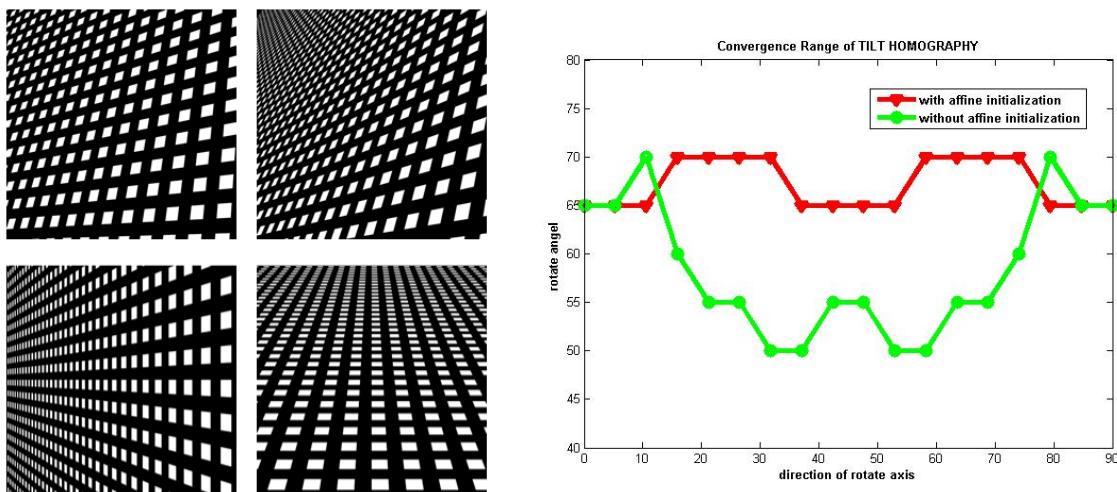 Convergence Range of TILT HOMOGRAPHY
80
75
70
65
60
55
50
45
40
rotate angel
with affine initialization
without affine initialization
0 10 20 30 40 50 60 70 80 90
direction of rotate axis